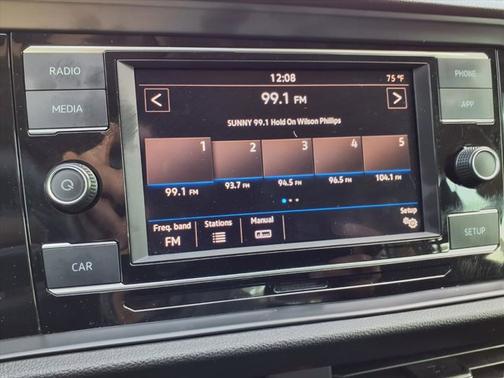 RADIO
MEDIA
CAR
12:08
75 °F
99.1 FM
SUNNY 99.1 Hold On Wilson Phillips
1
2
3
4
5
99.1 FM
93.7 FM
94.5 FM
96.5 FM
104.1 FM
Freq. band
FM
Stations
Manual
Setup
PHONE
APP
SETUP